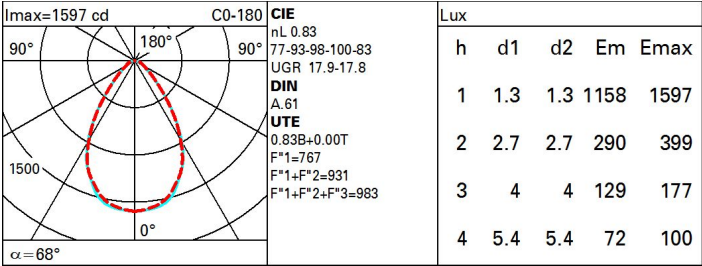 Imax=1597 cd C0-180
90° 180° 90°
1500
0°
α=68°
CIE
nL 0.83
77-93-98-100-83
UGR 17.9-17.8
DIN
A.61
UTE
0.83B+0.00T
F"1=767
F"1+F"2=931
F"1+F"2+F"3=983
Lux
h d1 d2 Em Emax
1 1.3 1.3 1158 1597
2 2.7 2.7 290 399
3 4 4 129 177
4 5.4 5.4 72 100